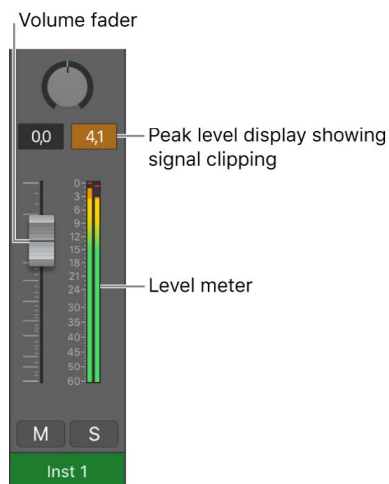 Volume fader
0,0
4,1
Peak level display showing
signal clipping
0
3
6
9
12
15
18
21
24
30
35
40
45
50
60
Level meter
M
S
Inst 1